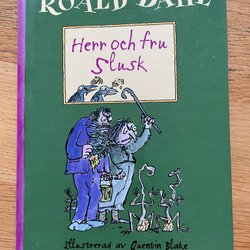 ROALD DAHL
Herr och fru
Slusk
Illustrerad av Quentin Blake